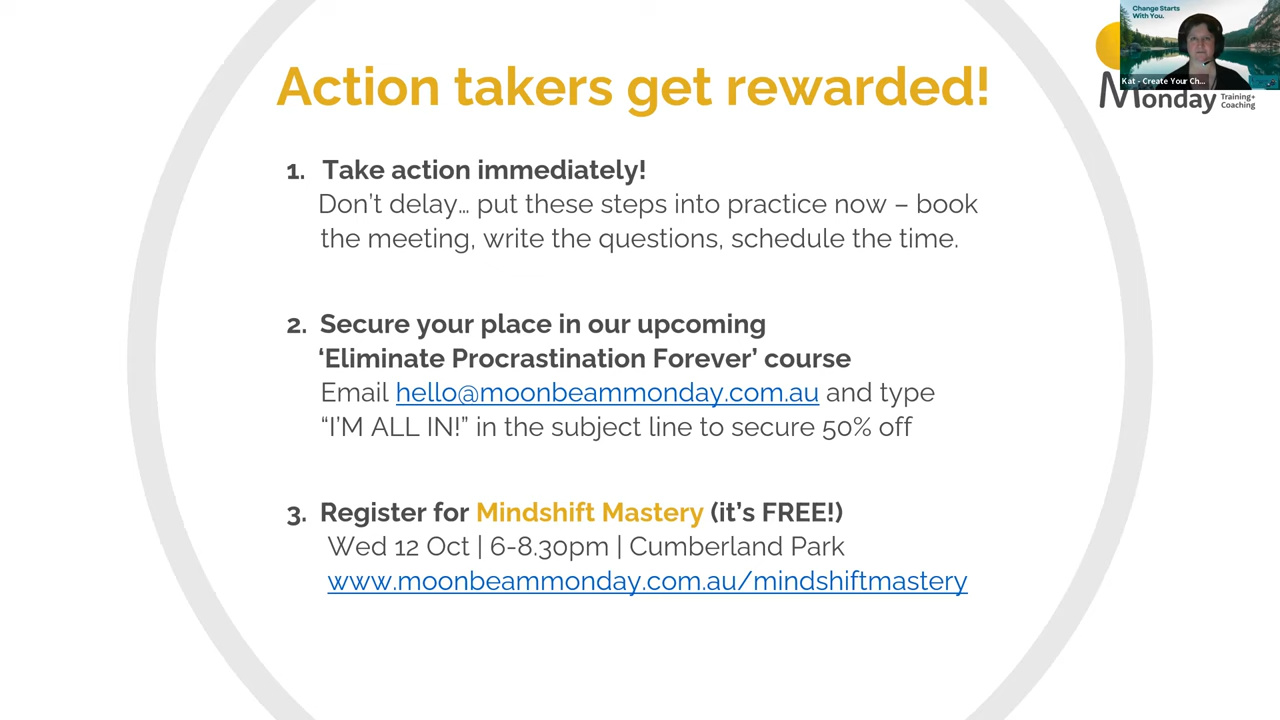 Change Starts
With You.
Kat - Create Your Ch...
Monday Training+
Coaching
Action takers get rewarded!
1. Take action immediately!
Don’t delay... put these steps into practice now – book
the meeting, write the questions, schedule the time.
2. Secure your place in our upcoming
‘Eliminate Procrastination Forever’ course
Email hello@moonbeammonday.com.au and type
“I’M ALL IN!” in the subject line to secure 50% off
3. Register for Mindshift Mastery (it’s FREE!)
Wed 12 Oct | 6-8.30pm | Cumberland Park
www.moonbeammonday.com.au/mindshiftmastery